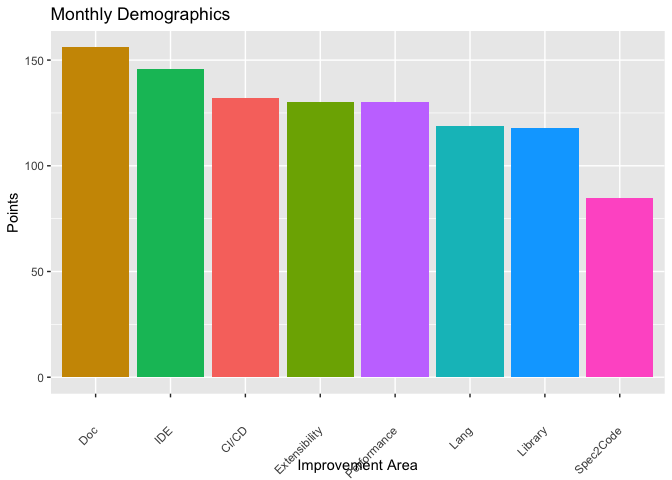 Monthly Demographics
150
100
50
0
Points
Doc
IDE
CI/CD
Extensibility
Performance
Lang
Library
Spec2Code
Improvement Area